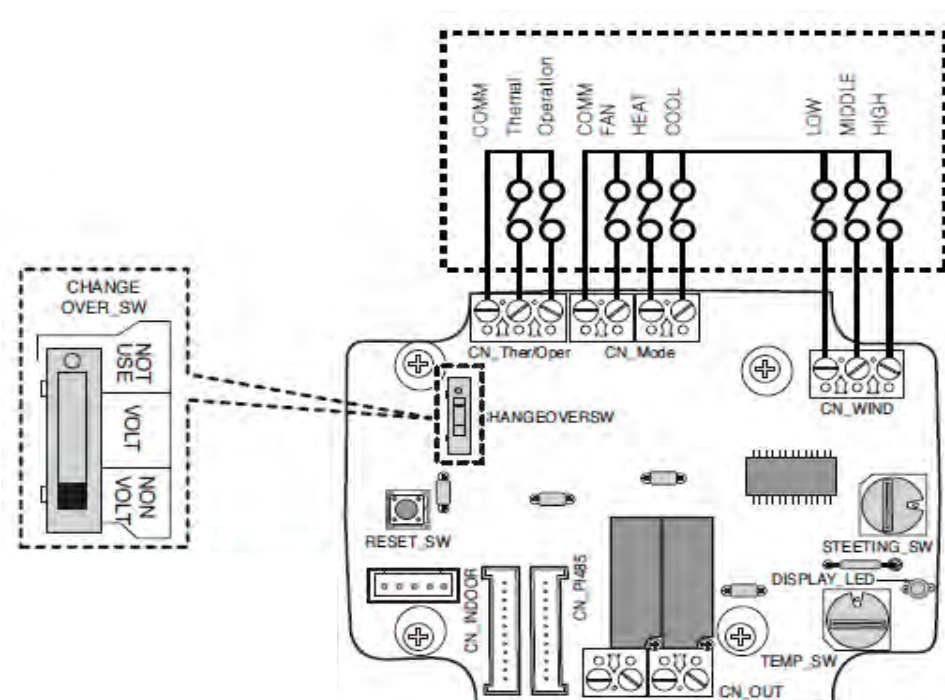 COMM
Thermal
Operation
COMM
FAN
HEAT
COOL
LOW
MIDDLE
HIGH
CHANGE
OVER_SW
NOT
USE
VOLT
NON
VOLT
CN_Ther/Oper
CN_Mode
CN_WIND
HANGEOVERSW
RESET_SW
STEETING_SW
DISPLAY_LED
CN_INDOOR
CN_PI485
TEMP_SW
CN_OUT